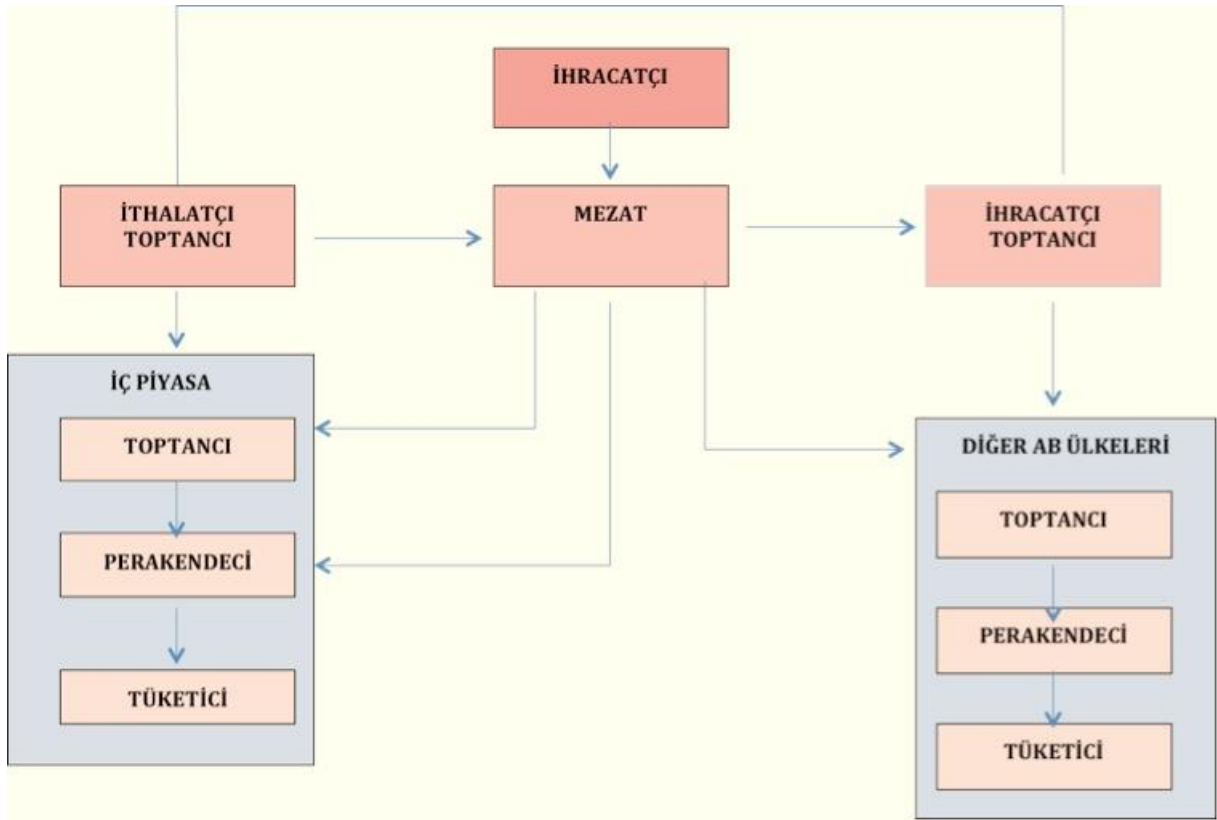 İHRACATÇI
İTHALATÇI
TOPTANCI
MEZAT
İHRACATÇI
TOPTANCI
İÇ PİYASA
TOPTANCI
PERAKENDECİ
TÜKETİCİ
DİĞER AB ÜLKELERİ
TOPTANCI
PERAKENDECİ
TÜKETİCİ